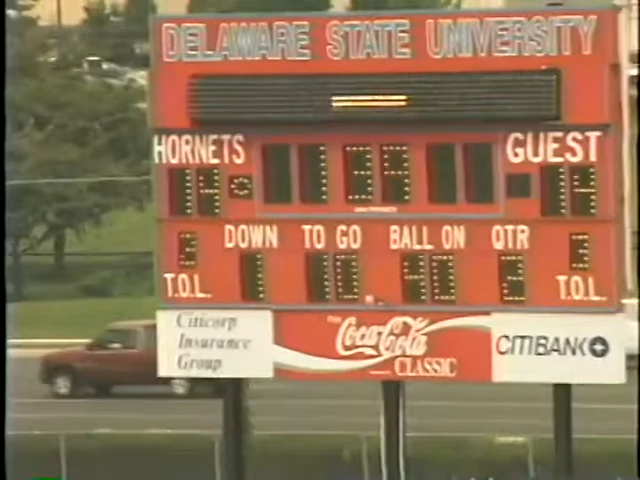 DELAWARE STATE UNIVERSITY
HORNETS GUEST
DOWN TO GO BALL ON QTR
T.O.L. T.O.L.
Citicorp
Insurance
Group
Coca-Cola
CLASSIC
CITIBANK